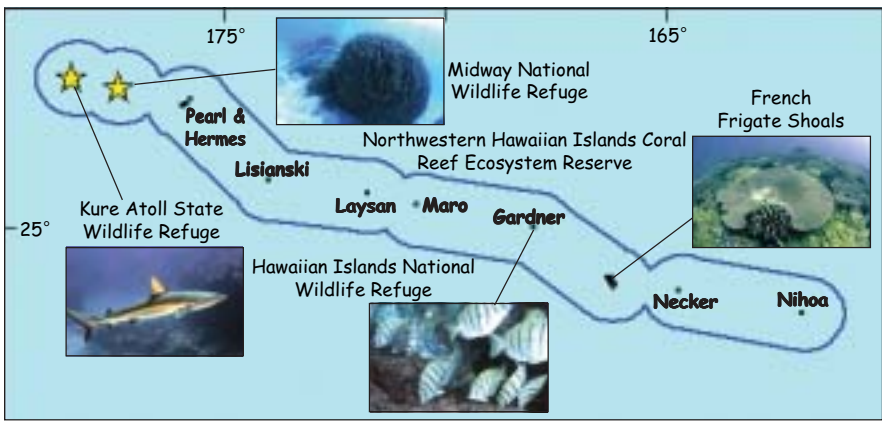 175°
165°
Midway National
Wildlife Refuge
French
Frigate Shoals
Pearl &
Hermes
Northwestern Hawaiian Islands Coral
Reef Ecosystem Reserve
Lisianski
Laysan
Maro
Gardner
Kure Atoll State
Wildlife Refuge
25°
Hawaiian Islands National
Wildlife Refuge
Necker
Nihoa